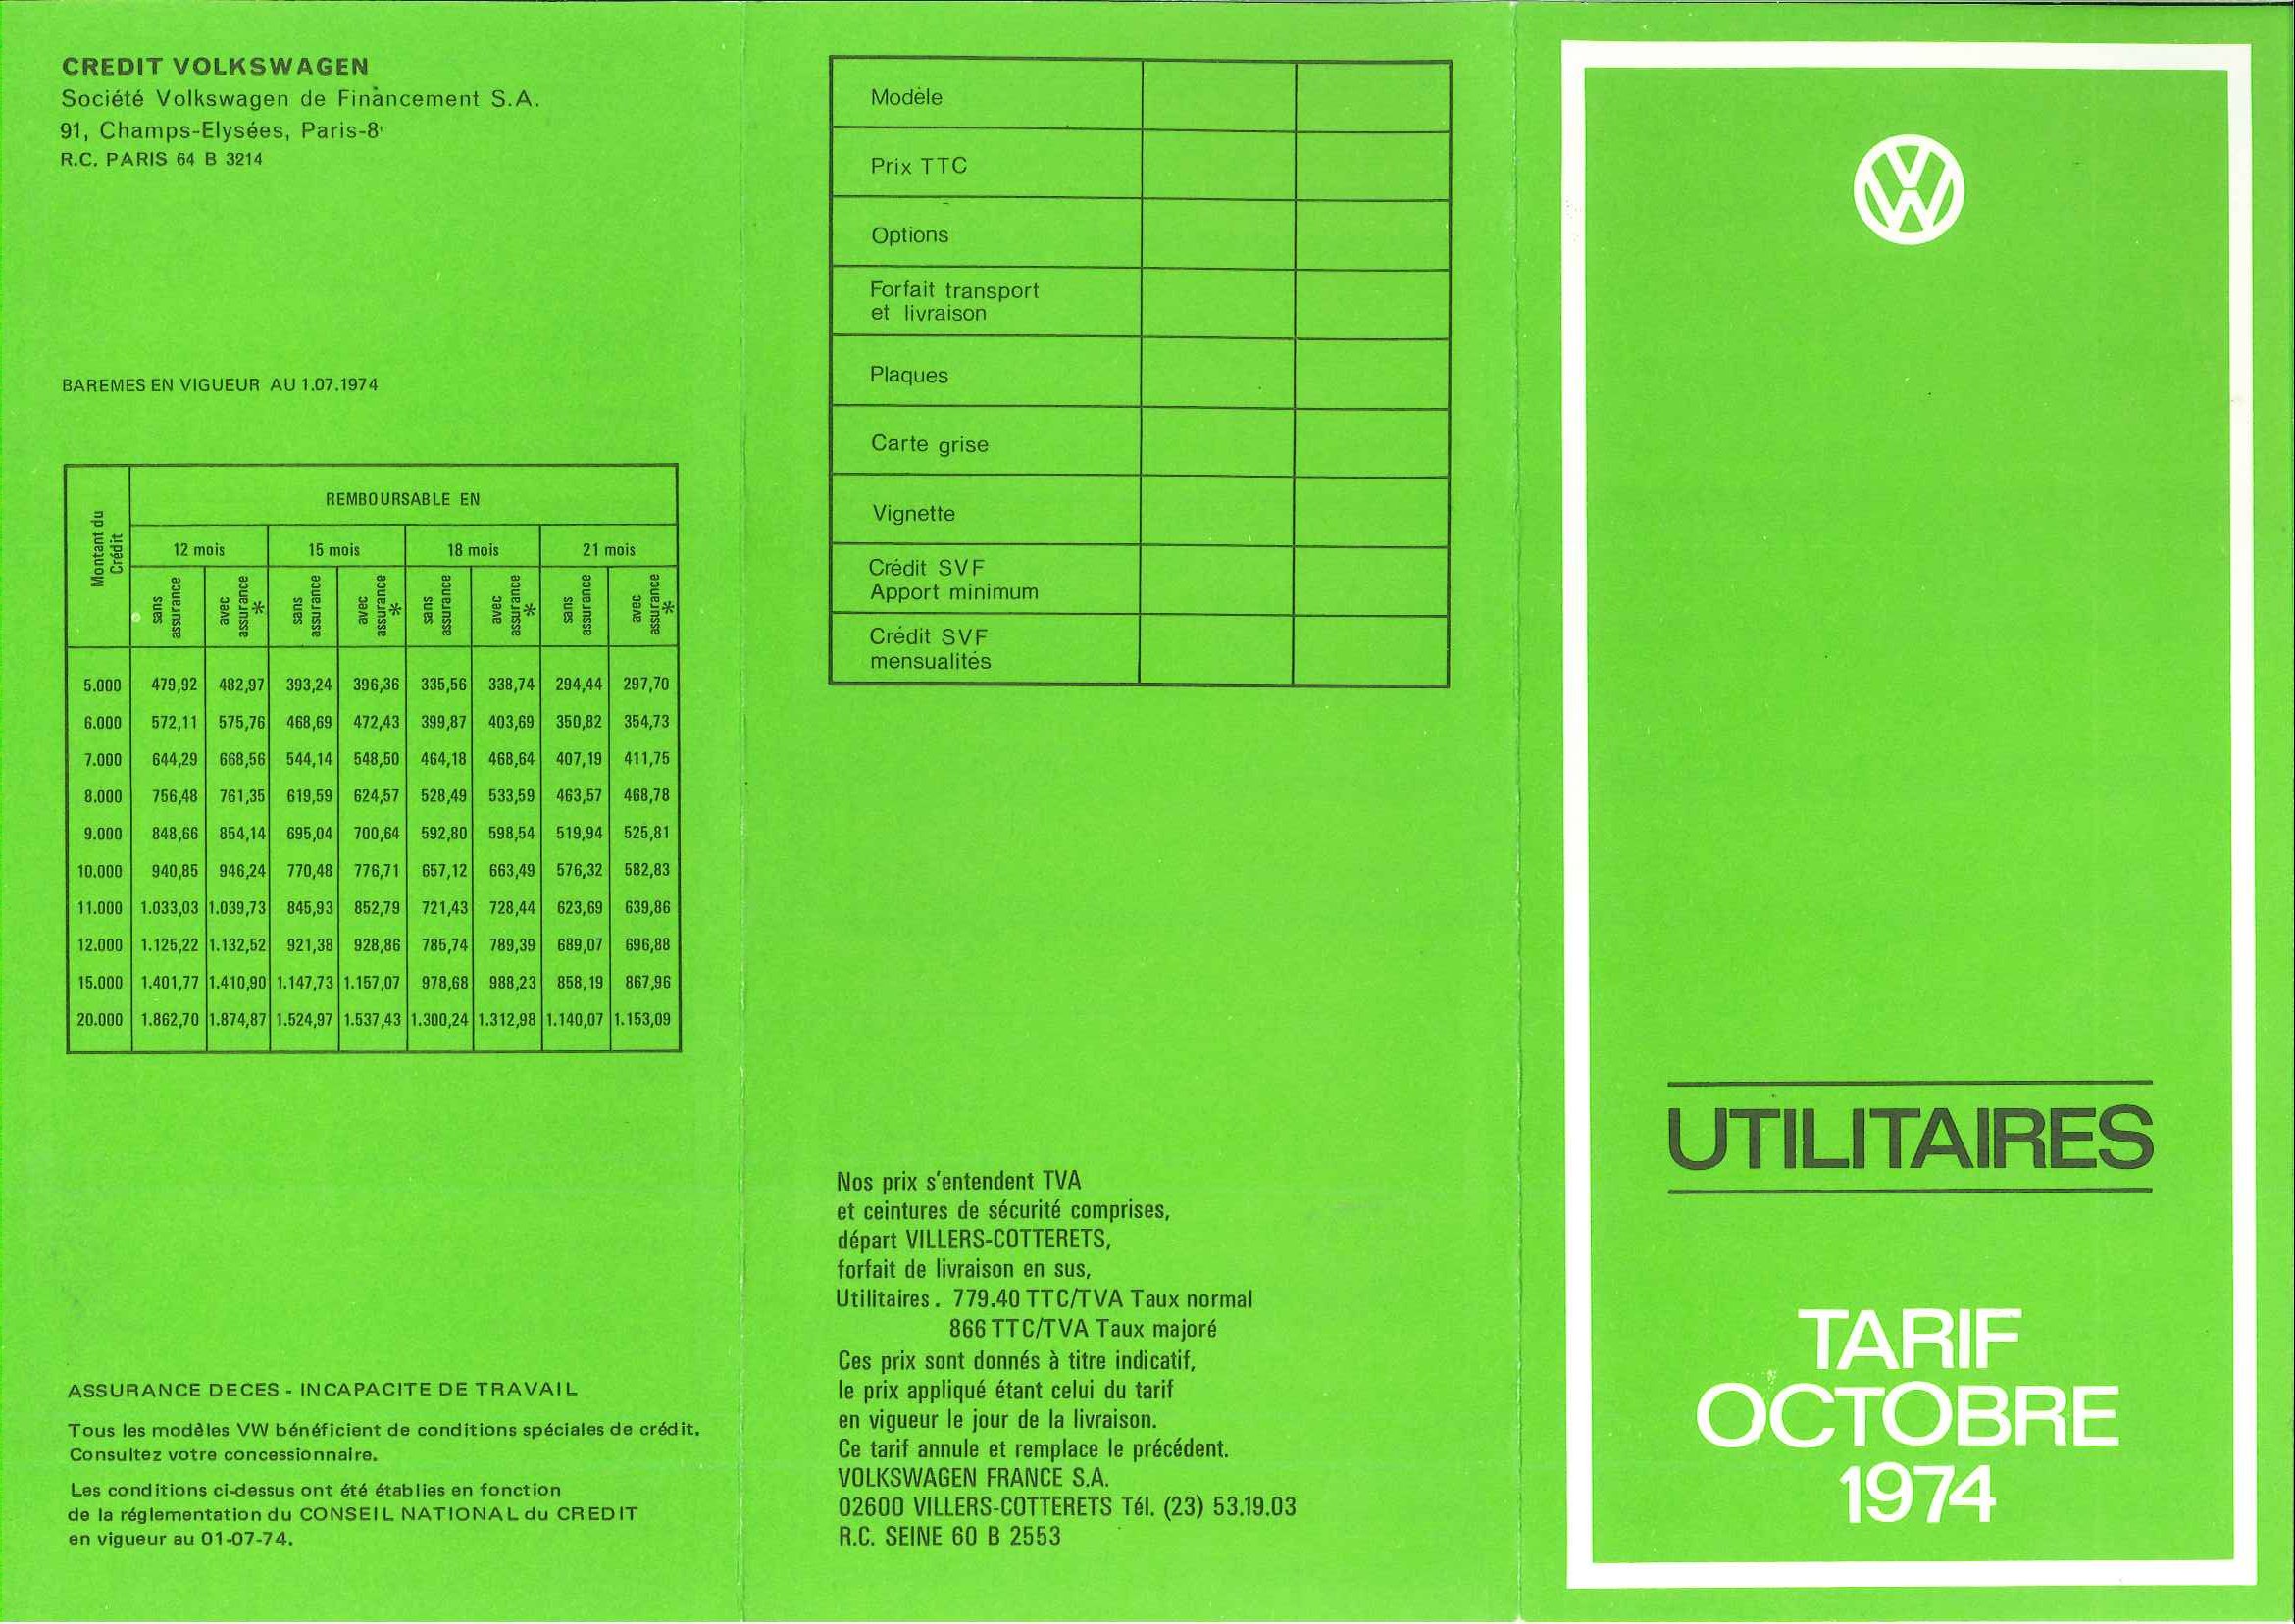 CREDIT VOLKSWAGEN
Société Volkswagen de Financement S.A.
91, Champs-Elysées, Paris-8
R.C. PARIS 64 B 3214
BAREMES EN VIGUEUR AU 1.07.1974
Montant du Crédit
REMBOURSABLE EN
12 mois 15 mois 18 mois 21 mois
sans assurance avec assurance * sans assurance avec assurance * sans assurance avec assurance * sans assurance avec assurance *
5.000 479,92 482,97 393,24 396,36 335,56 338,74 294,44 297,70
6.000 572,11 575,76 468,69 472,43 399,87 403,69 350,82 354,73
7.000 644,29 668,56 544,14 548,50 464,18 468,64 407,19 411,75
8.000 756,48 761,35 619,59 624,57 528,49 533,59 463,57 468,78
9.000 848,66 854,14 695,04 700,64 592,80 598,54 519,94 525,81
10.000 940,85 946,24 770,48 776,71 657,12 663,49 576,32 582,83
11.000 1.033,03 1.039,73 845,93 852,79 721,43 728,44 623,69 639,86
12.000 1.125,22 1.132,52 921,38 928,86 785,74 789,39 689,07 696,88
15.000 1.401,77 1.410,90 1.147,73 1.157,07 978,68 988,23 858,19 867,96
20.000 1.862,70 1.874,87 1.524,97 1.537,43 1.300,24 1.312,98 1.140,07 1.153,09
ASSURANCE DECES - INCAPACITE DE TRAVAIL
Tous les modèles VW bénéficient de conditions spéciales de crédit.
Consultez votre concessionnaire.
Les conditions ci-dessus ont été établies en fonction
de la réglementation du CONSEIL NATIONAL du CREDIT
en vigueur au 01-07-74.
Modèle
Prix TTC
Options
Forfait transport
et livraison
Plaques
Carte grise
Vignette
Crédit SVF
Apport minimum
Crédit SVF
mensualités
Nos prix s'entendent TVA
et ceintures de sécurité comprises,
départ VILLERS-COTTERETS,
forfait de livraison en sus,
Utilitaires. 779.40 TTC/TVA Taux normal
866 TTC/TVA Taux majoré
Ces prix sont donnés à titre indicatif,
le prix appliqué étant celui du tarif
en vigueur le jour de la livraison.
Ce tarif annule et remplace le précédent.
VOLKSWAGEN FRANCE S.A.
02600 VILLERS-COTTERETS Tél. (23) 53.19.03
R.C. SEINE 60 B 2553
VW
UTILITAIRES
TARIF
OCTOBRE
1974